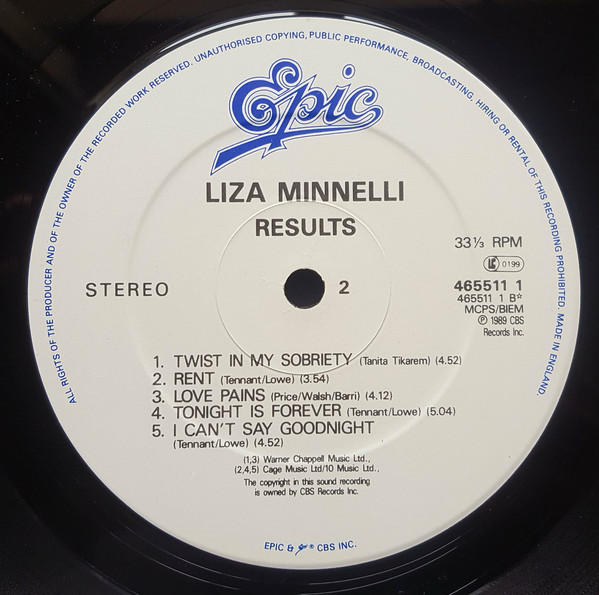 ALL RIGHTS OF THE PRODUCER AND OF THE OWNER OF THE RECORDED WORK RESERVED. UNAUTHORISED COPYING, PUBLIC PERFORMANCE, BROADCASTING, HIRING OR RENTAL OF THIS RECORDING PROHIBITED. MADE IN ENGLAND.
Epic
LIZA MINNELLI
RESULTS
33⅓ RPM
LC 0199
STEREO
2
465511 1
465511 1 B☆
MCPS/BIEM
℗ 1989 CBS
Records Inc.
1. TWIST IN MY SOBRIETY (Tanita Tikarem) (4.52)
2. RENT (Tennant/Lowe) (3.54)
3. LOVE PAINS (Price/Walsh/Barri) (4.12)
4. TONIGHT IS FOREVER (Tennant/Lowe) (5.04)
5. I CAN'T SAY GOODNIGHT
(Tennant/Lowe) (4.52)
(1,3) Warner Chappell Music Ltd.,
(2,4,5) Cage Music Ltd/10 Music Ltd.,
The copyright in this sound recording
is owned by CBS Records Inc.
EPIC & ® CBS INC.